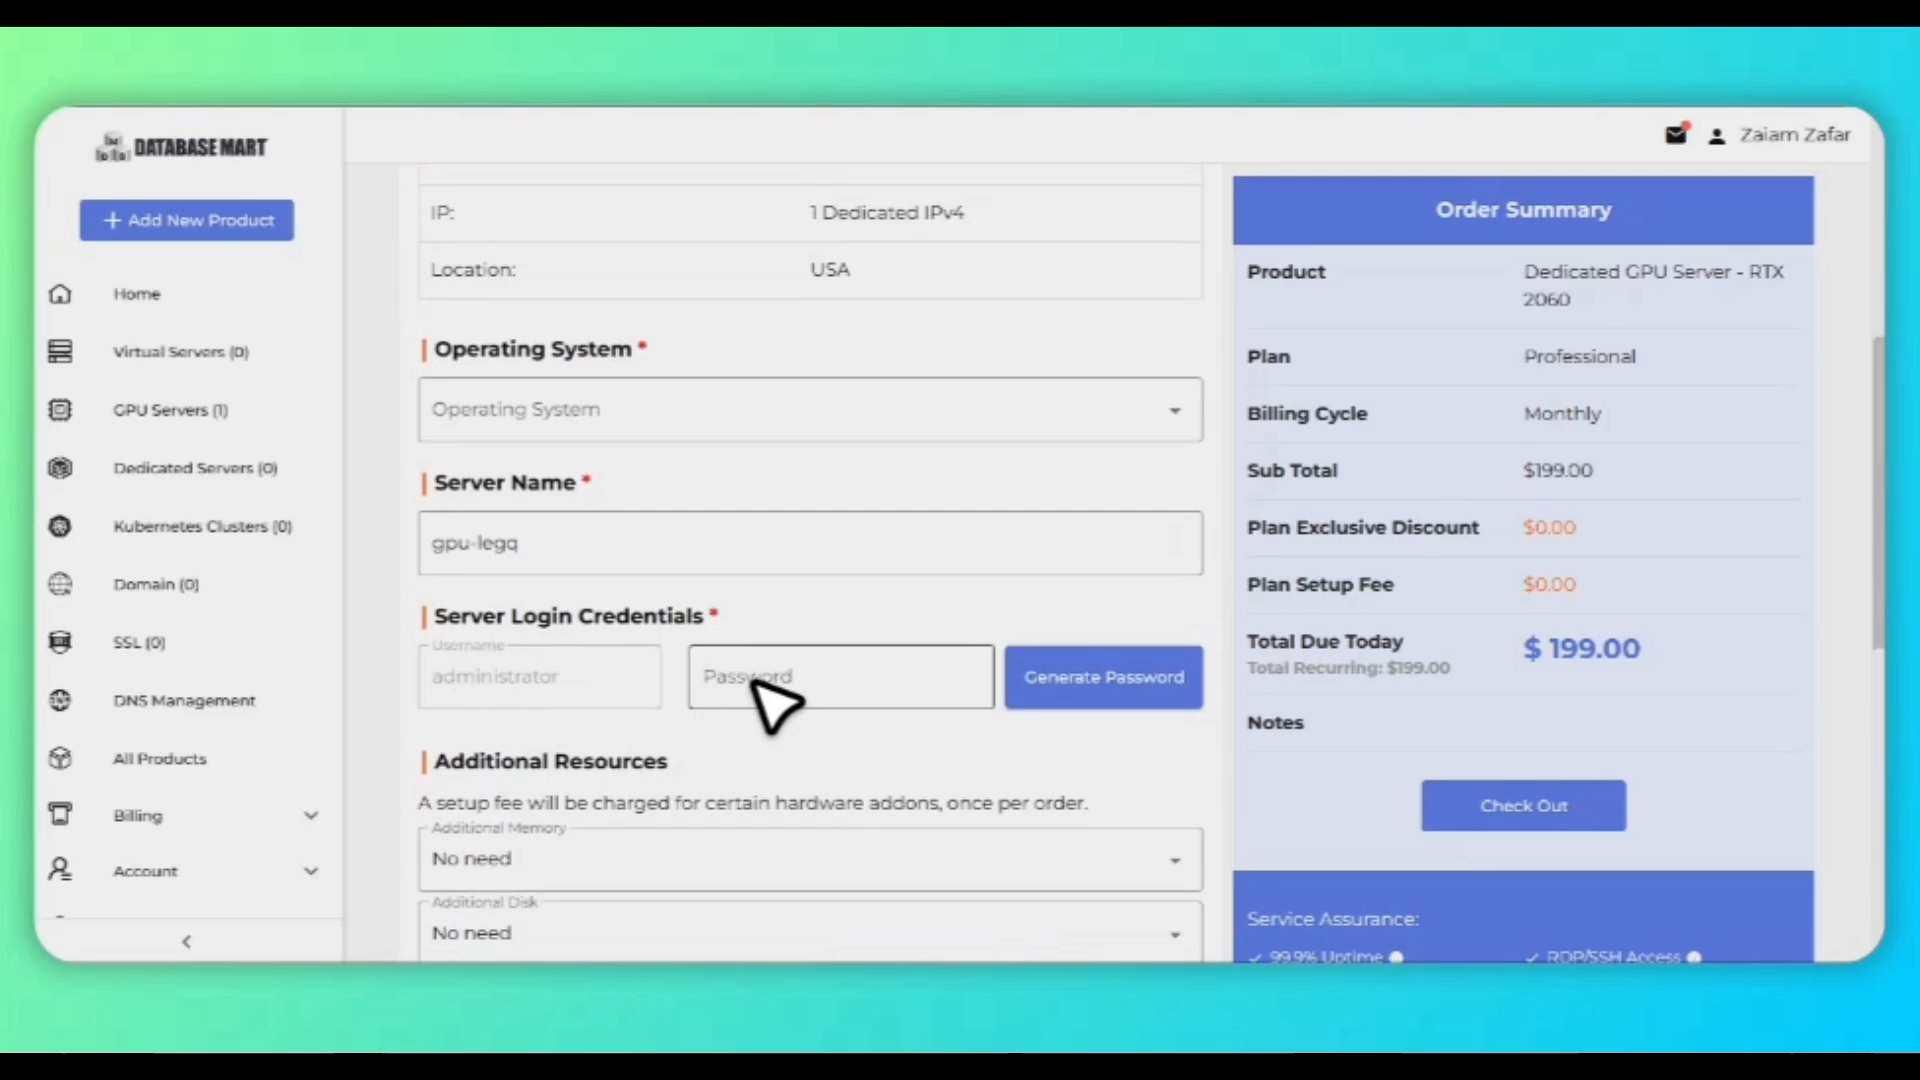 DATABASE MART
Zaiam Zafar
+ Add New Product
Home
Virtual Servers (0)
GPU Servers (1)
Dedicated Servers (0)
Kubernetes Clusters (0)
Domain (0)
SSL (0)
DNS Management
All Products
Billing
Account
IP: 1 Dedicated IPv4
Location: USA
Operating System *
Operating System
Server Name *
gpu-legq
Server Login Credentials *
Username
administrator
Password
Generate Password
Additional Resources
A setup fee will be charged for certain hardware addons, once per order.
Additional Memory
No need
Additional Disk
No need
Order Summary
Product Dedicated GPU Server - RTX
2060
Plan Professional
Billing Cycle Monthly
Sub Total $199.00
Plan Exclusive Discount $0.00
Plan Setup Fee $0.00
Total Due Today $ 199.00
Total Recurring: $199.00
Notes
Check Out
Service Assurance:
99.9% Uptime RDP/SSH Access